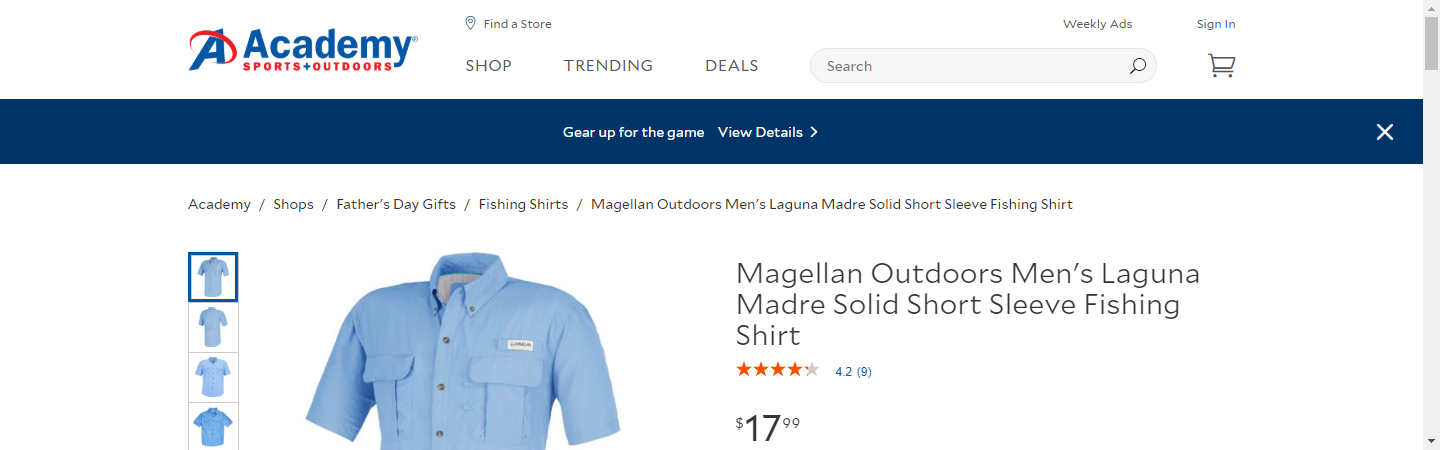 Find a Store
Weekly Ads
Sign In
Academy®
SPORTS+OUTDOORS
SHOP
TRENDING
DEALS
Search
Gear up for the game View Details
Academy / Shops / Father's Day Gifts / Fishing Shirts / Magellan Outdoors Men's Laguna Madre Solid Short Sleeve Fishing Shirt
Magellan Outdoors Men's Laguna
Madre Solid Short Sleeve Fishing
Shirt
4.2 (9)
$17.99